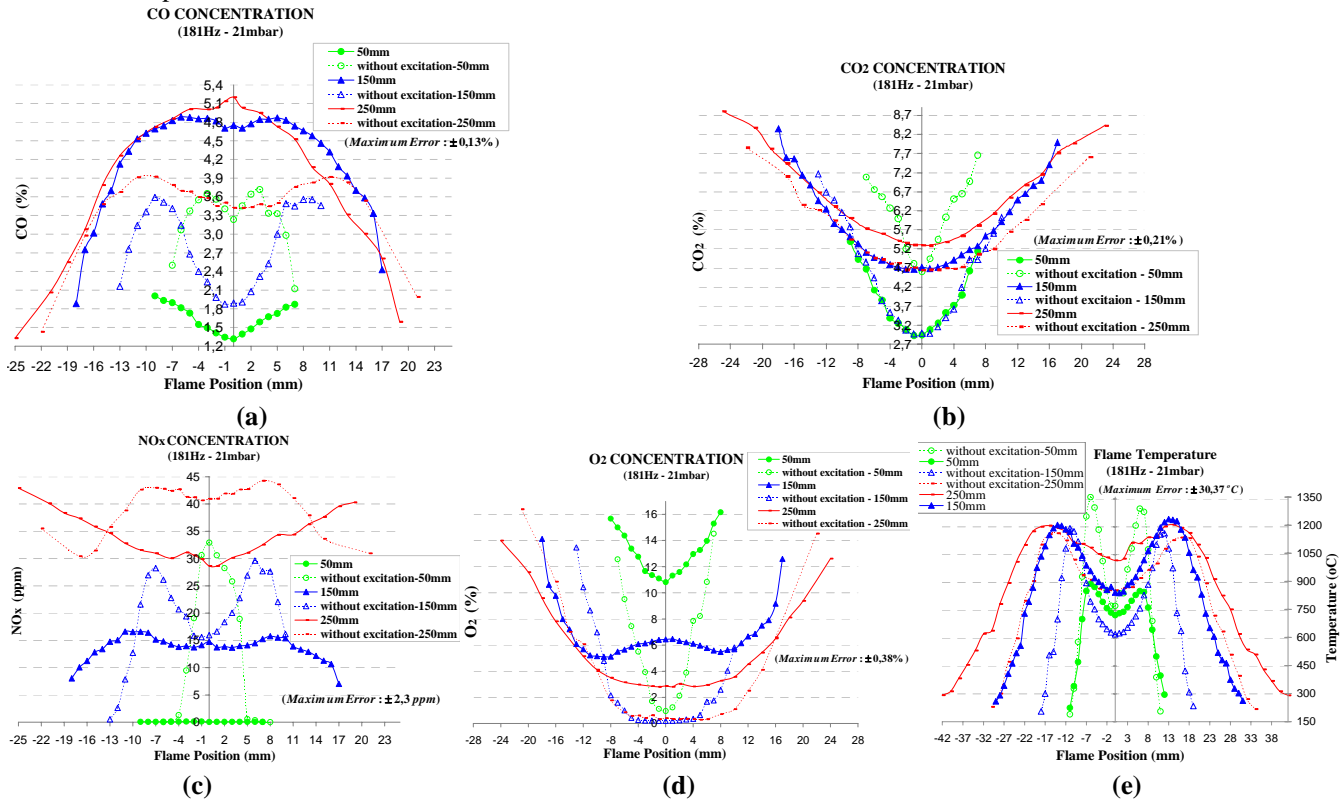 CO CONCENTRATION
(181Hz - 21mbar)
50mm
without excitation-50mm
150mm
without excitation-150mm
250mm
without excitation-250mm
(Maximum Error : ± 0,13%)
5,4
5,1
4,8
4,5
4,2
3,9
3,6
3,3
3,0
2,7
2,4
2,1
1,8
1,5
1,2
CO (%)
-25 -22 -19 -16 -13 -10 -7 -4 -1 2 5 8 11 14 17 20 23
Flame Position (mm)
(a)
CO2 CONCENTRATION
(181Hz - 21mbar)
8,7
8,2
7,7
7,2
6,7
6,2
5,7
5,2
4,7
4,2
3,7
3,2
2,7
CO2 (%)
(Maximum Error : ± 0,21%)
50mm
without excitation - 50mm
150mm
without excitaion - 150mm
250mm
without excitation - 250mm
-28 -24 -20 -16 -12 -8 -4 0 4 8 12 16 20 24 28
Flame Position (mm)
(b)
NOx CONCENTRATION
(181Hz - 21mbar)
45
40
35
30
25
20
15
10
5
0
NOx (ppm)
50mm
without excitation-50mm
150mm
without excitation-150mm
250mm
without excitation-250mm
(Maximum Error : ± 2,3 ppm)
-25 -22 -19 -16 -13 -10 -7 -4 -1 2 5 8 11 14 17 20 23
Flame Position (mm)
(c)
O2 CONCENTRATION
(181Hz - 21mbar)
50mm
without excitation - 50mm
150mm
without excitation - 150mm
250mm
without excitation - 250mm
16
14
12
10
8
6
4
2
0
O2 (%)
(Maximum Error : ± 0,38%)
-28 -24 -20 -16 -12 -8 -4 0 4 8 12 16 20 24 28
Flame Position (mm)
(d)
without excitation-50mm
50mm
without excitation-150mm
without excitation-250mm
250mm
150mm
Flame Temperature
(181Hz - 21mbar)
(Maximum Error : ± 30,37°C)
1350
1200
1050
900
750
600
450
300
150
Temperature (oC)
-42 -37 -32 -27 -22 -17 -12 -7 -2 3 8 13 18 23 28 33 38
Flame Position (mm)
(e)